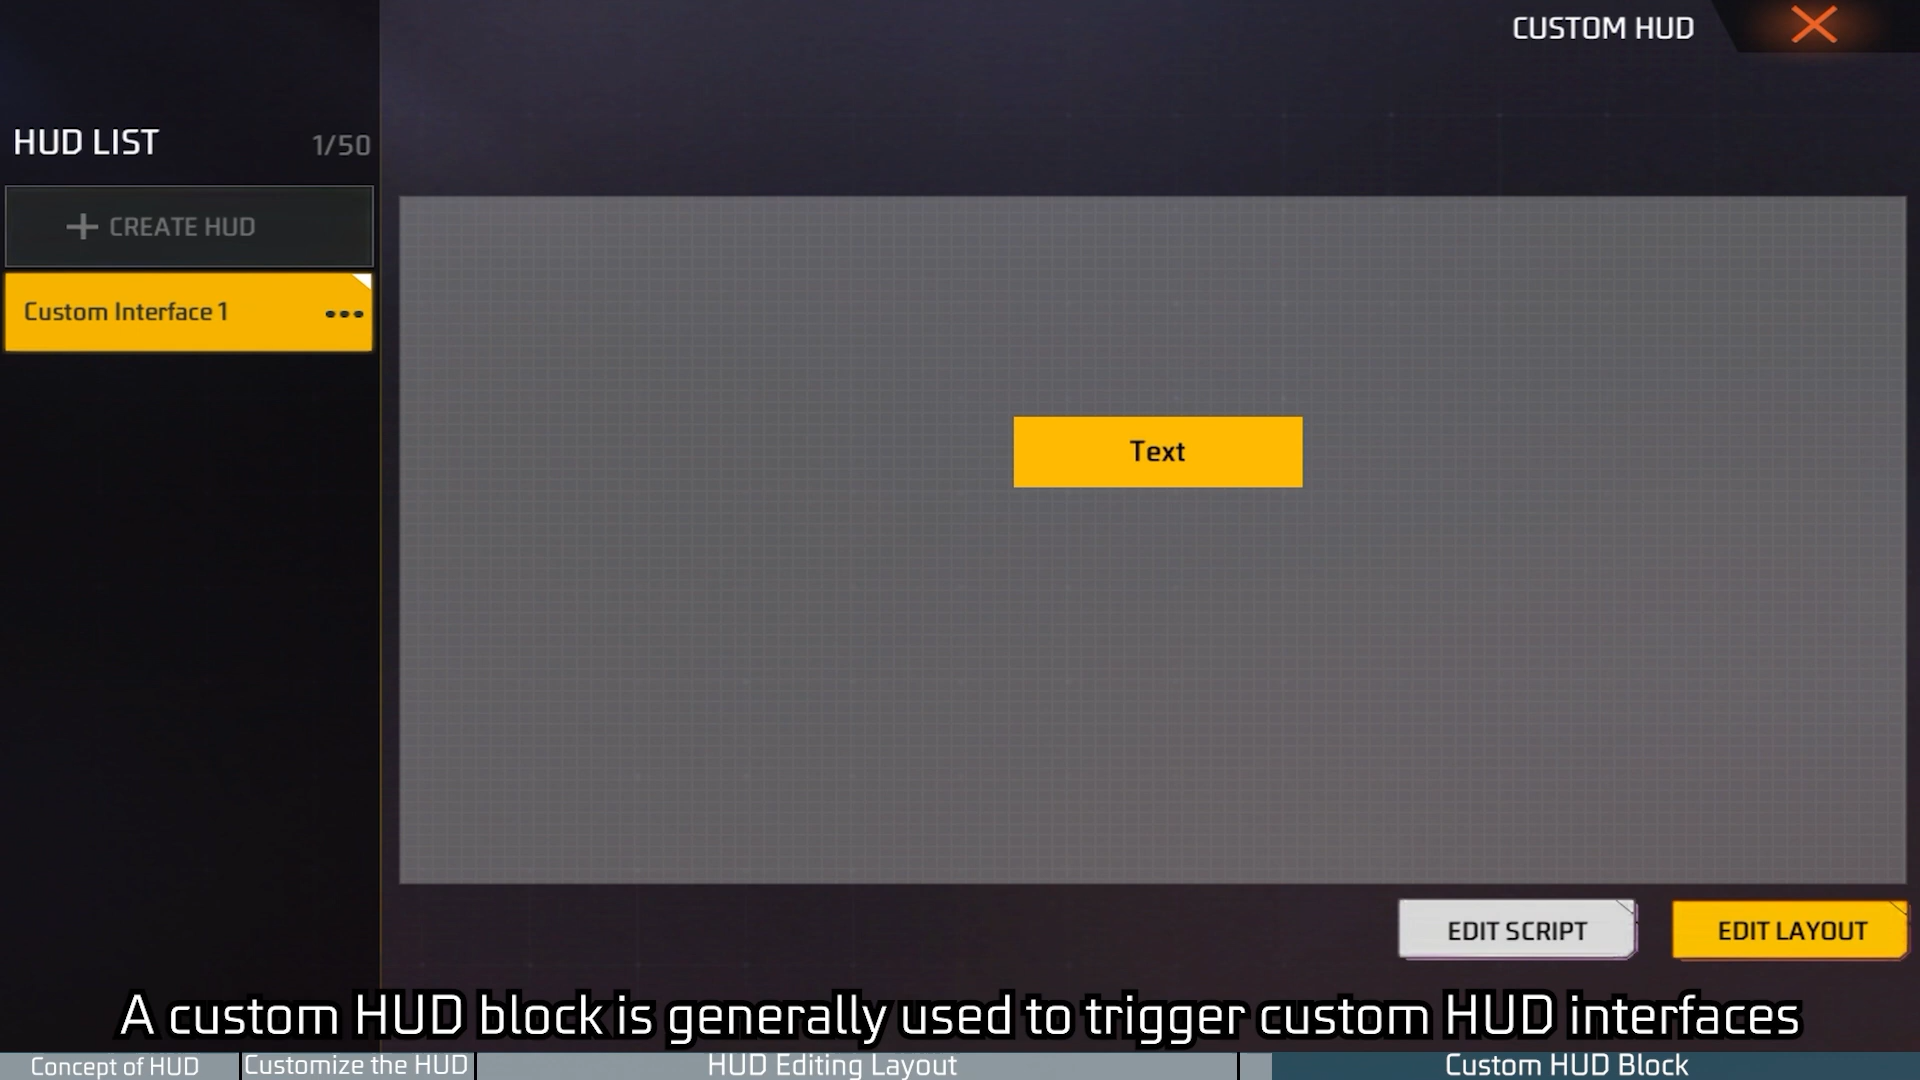 CUSTOM HUD
HUD LIST 1/50
CREATE HUD
Custom Interface 1
Text
EDIT SCRIPT
EDIT LAYOUT
A custom HUD block is generally used to trigger custom HUD interfaces
Concept of HUD
Customize the HUD
HUD Editing Layout
Custom HUD Block